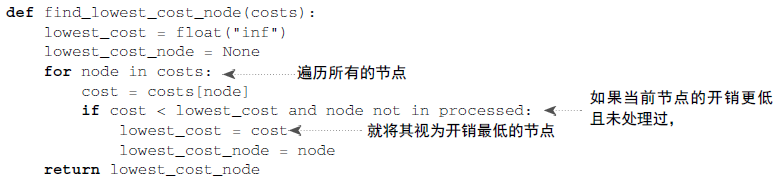 def find_lowest_cost_node(costs):
    lowest_cost = float("inf")
    lowest_cost_node = None
    for node in costs: 遍历所有的节点
        cost = costs[node]
        if cost < lowest_cost and node not in processed: 如果当前节点的开销更低
且未处理过，
            lowest_cost = cost 就将其视为开销最低的节点
            lowest_cost_node = node
    return lowest_cost_node